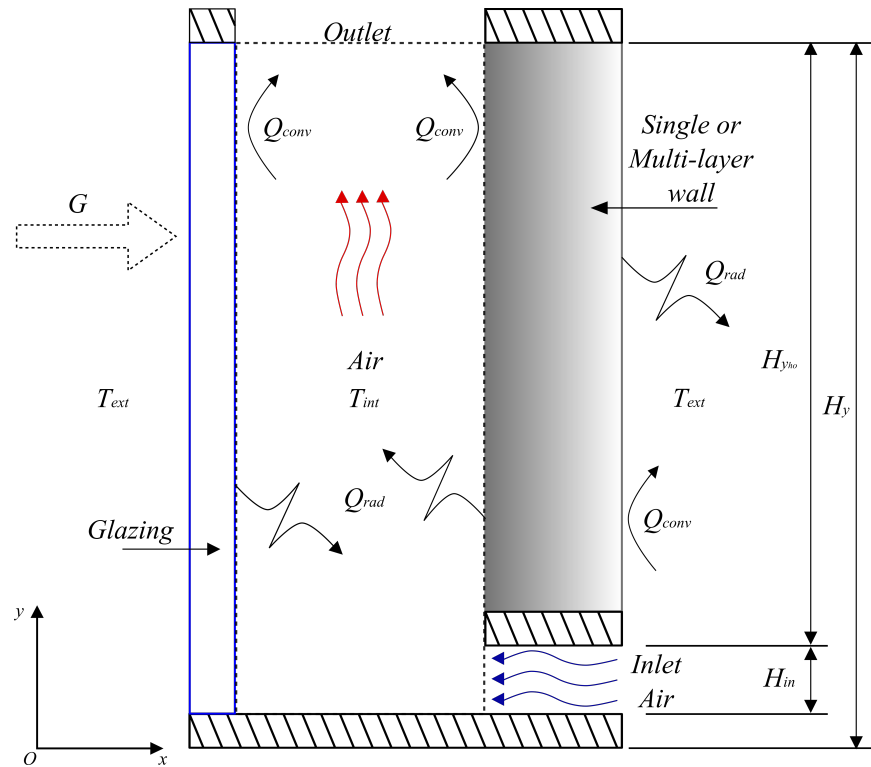 Outlet
Qconv
Qconv
Single or
Multi-layer
wall
G
Qrad
Air
Hyho
Text
Tint
Text
Hy
Qrad
Qconv
Glazing
y
Inlet
Hin
Air
O
x